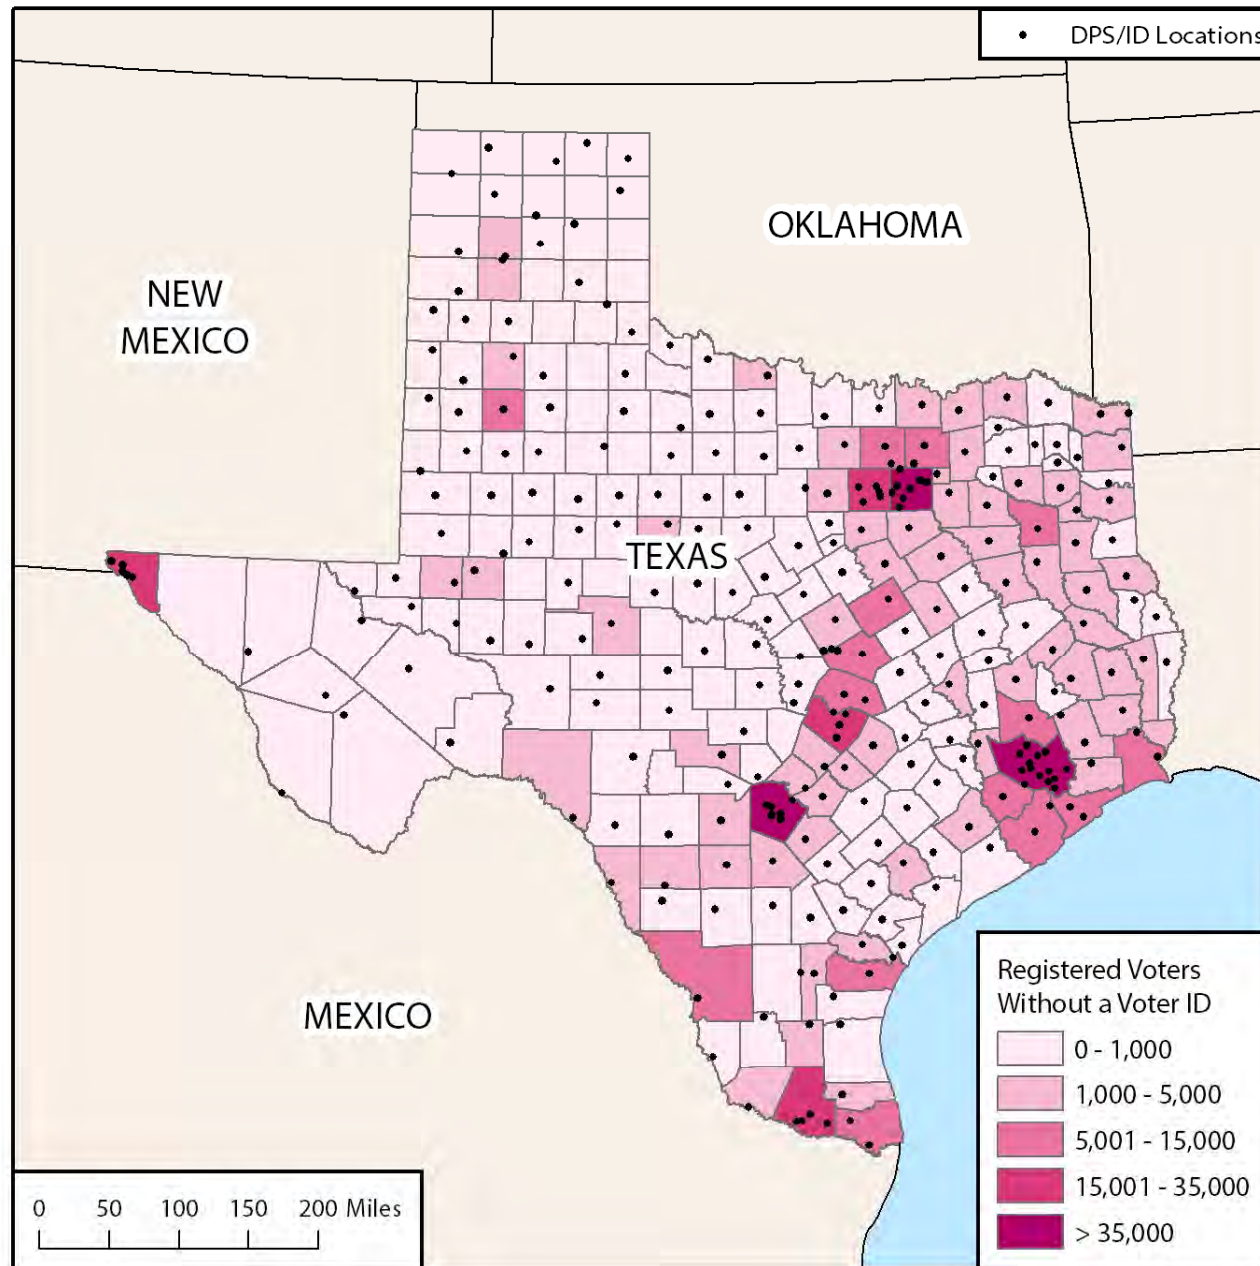 DPS/ID Locations
OKLAHOMA
NEW
MEXICO
TEXAS
MEXICO
Registered Voters
Without a Voter ID
0 - 1,000
1,000 - 5,000
5,001 - 15,000
15,001 - 35,000
> 35,000
0 50 100 150 200 Miles